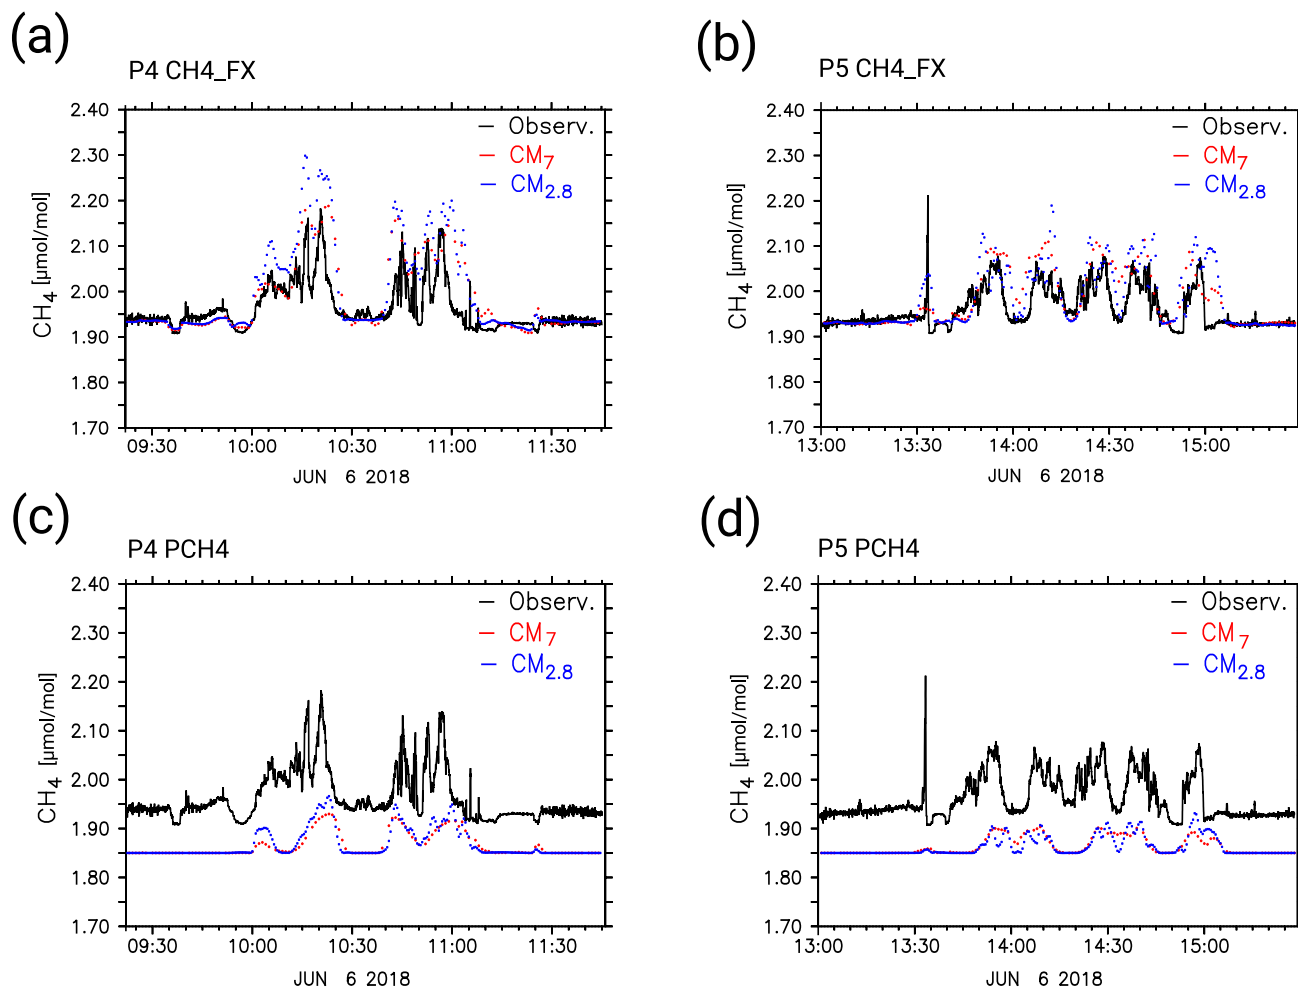 (a)
P4 CH4_FX
2.40
2.30
2.20
2.10
2.00
1.90
1.80
1.70
CH4 [µmol/mol]
Observ.
CM7
CM2.8
09:30 10:00 10:30 11:00 11:30
JUN 6 2018
(b)
P5 CH4_FX
2.40
2.30
2.20
2.10
2.00
1.90
1.80
1.70
CH4 [µmol/mol]
Observ.
CM7
CM2.8
13:00 13:30 14:00 14:30 15:00
JUN 6 2018
(c)
P4 PCH4
2.40
2.30
2.20
2.10
2.00
1.90
1.80
1.70
CH4 [µmol/mol]
Observ.
CM7
CM2.8
09:30 10:00 10:30 11:00 11:30
JUN 6 2018
(d)
P5 PCH4
2.40
2.30
2.20
2.10
2.00
1.90
1.80
1.70
CH4 [µmol/mol]
Observ.
CM7
CM2.8
13:00 13:30 14:00 14:30 15:00
JUN 6 2018